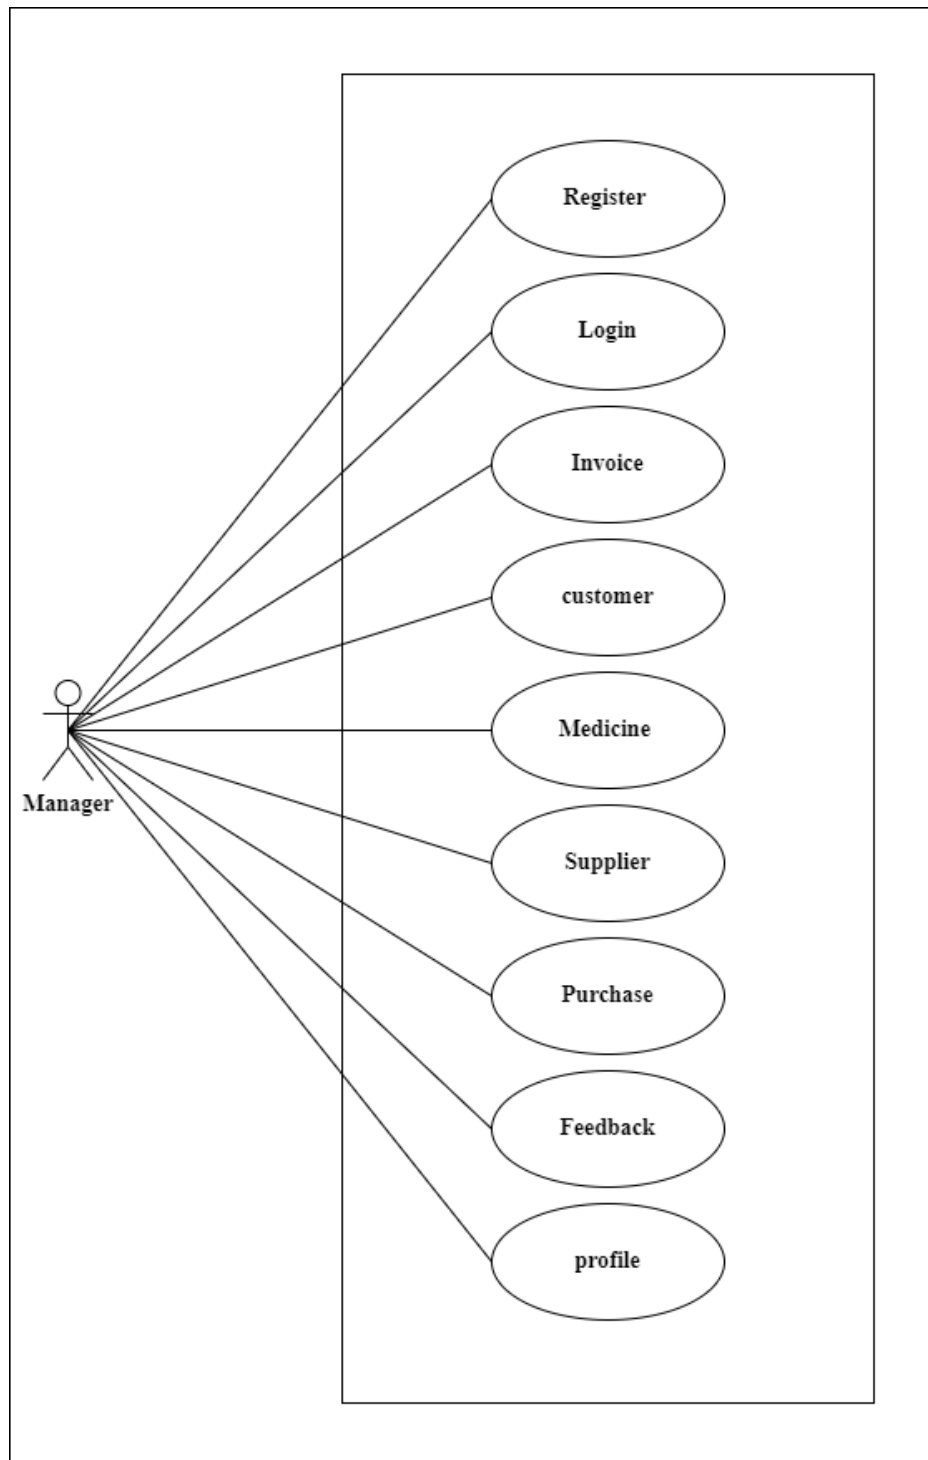 Register
Login
Invoice
customer
Medicine
Manager
Supplier
Purchase
Feedback
profile